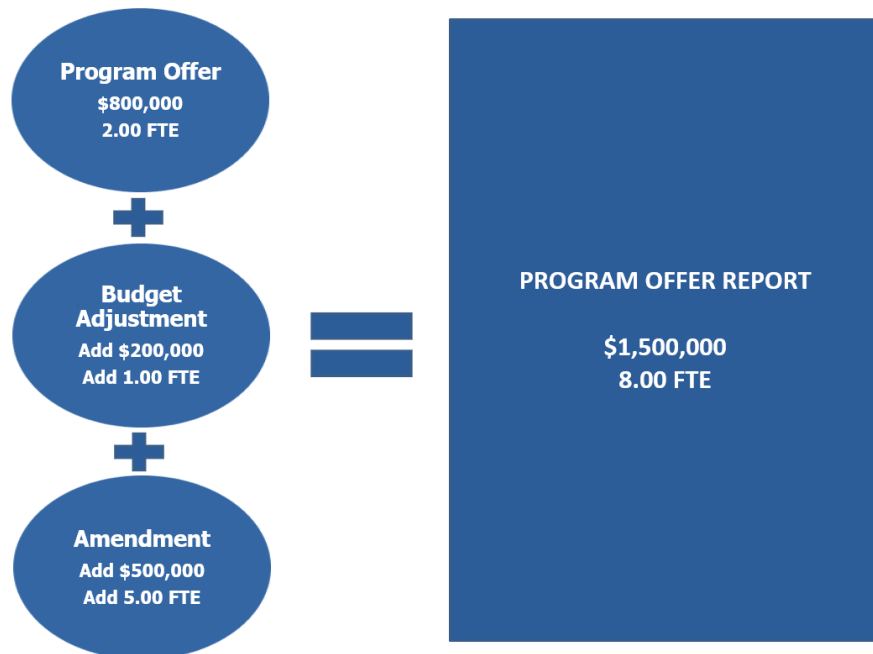 Program Offer
$800,000
2.00 FTE
Budget
Adjustment
Add $200,000
Add 1.00 FTE
Amendment
Add $500,000
Add 5.00 FTE
PROGRAM OFFER REPORT
$1,500,000
8.00 FTE